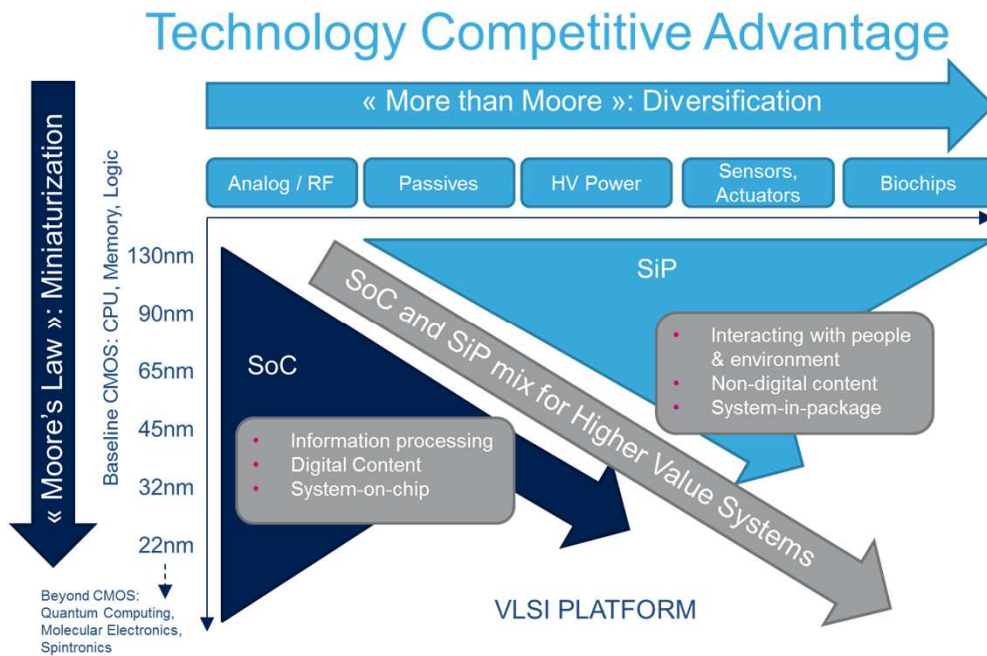 Technology Competitive Advantage
« More than Moore »: Diversification
« Moore's Law »: Miniaturization
Baseline CMOS: CPU, Memory, Logic
Analog / RF
Passives
HV Power
Sensors,
Actuators
Biochips
130nm
90nm
65nm
45nm
32nm
22nm
SoC
SiP
SoC and SiP mix for Higher Value Systems
• Interacting with people
& environment
• Non-digital content
• System-in-package
• Information processing
• Digital Content
• System-on-chip
Beyond CMOS:
Quantum Computing,
Molecular Electronics,
Spintronics
VLSI PLATFORM